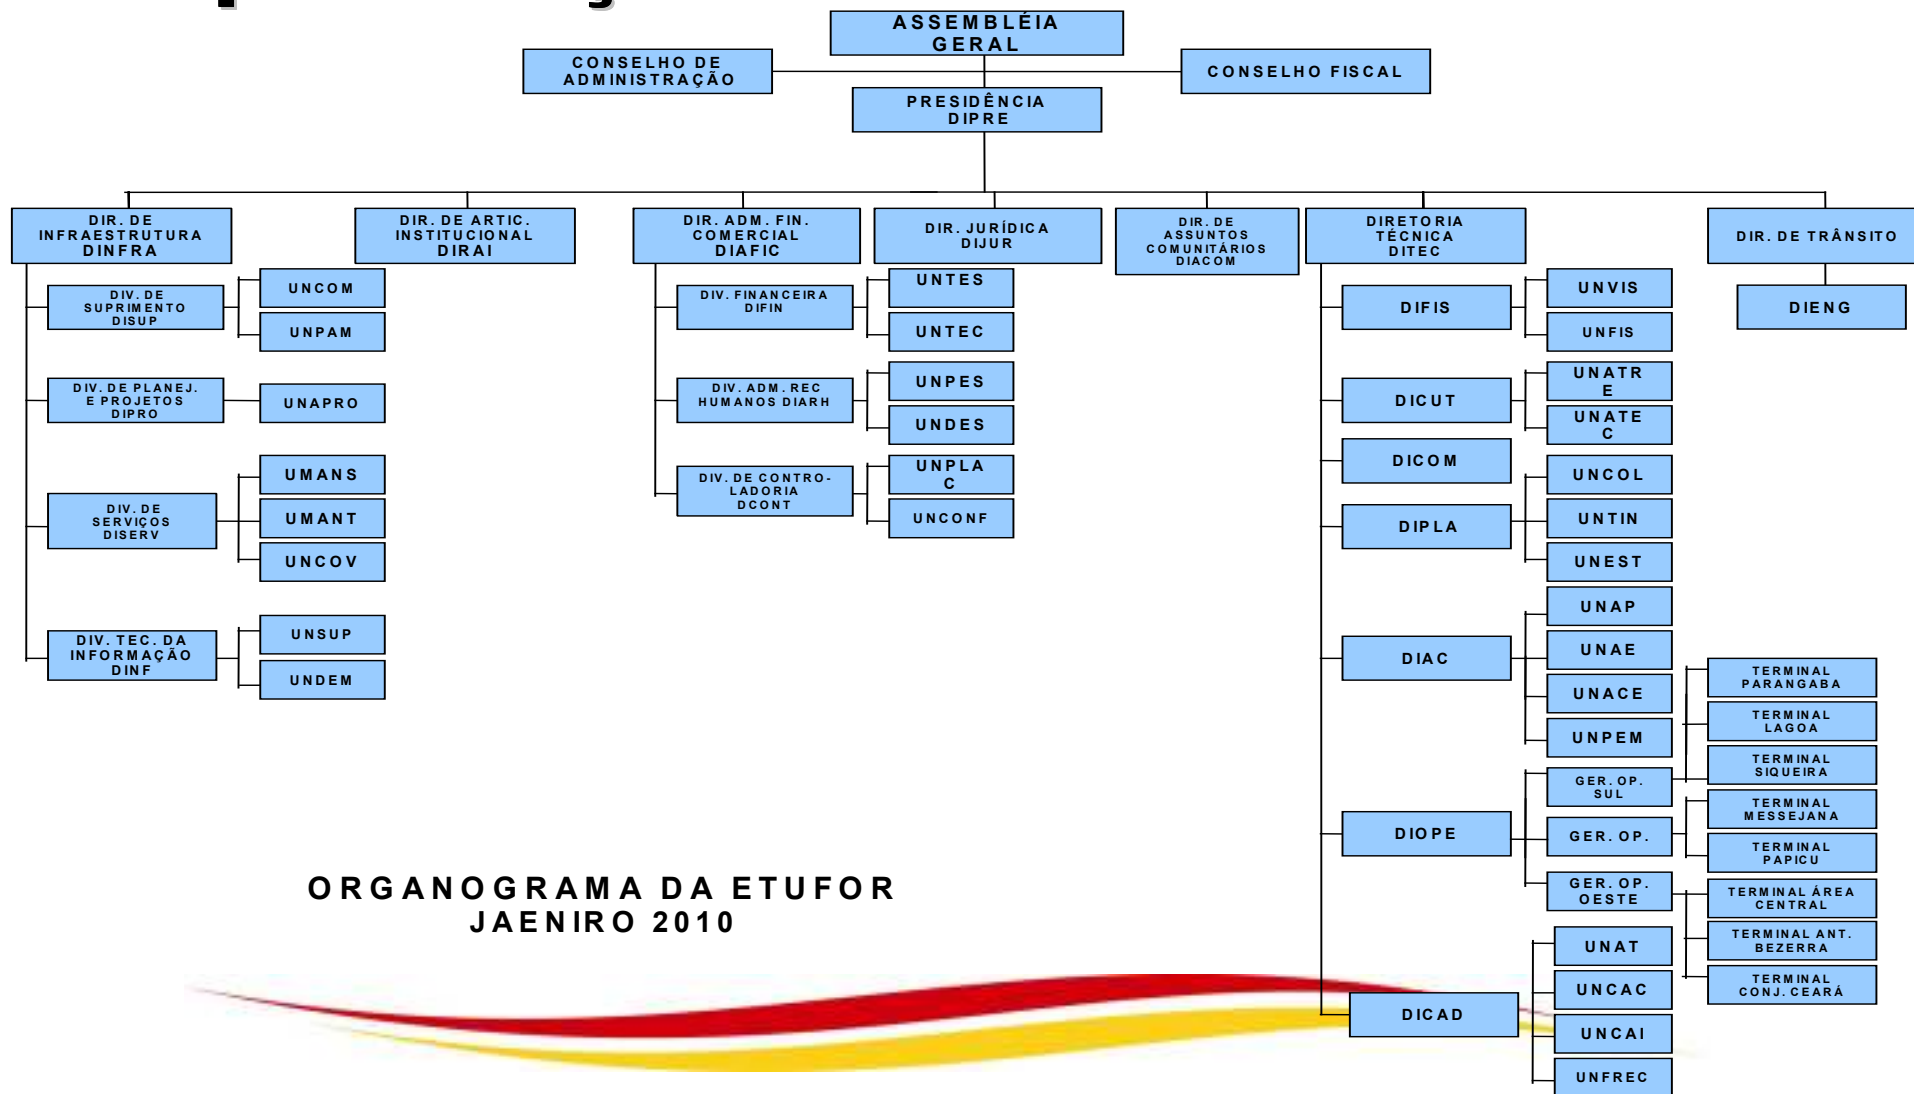 ASSEMBLÉIA
GERAL
CONSELHO DE
ADMINISTRAÇÃO
CONSELHO FISCAL
PRESIDÊNCIA
DIPRE
DIR. DE
INFRAESTRUTURA
DINFRA
DIR. DE ARTIC.
INSTITUCIONAL
DIRAI
DIR. ADM. FIN.
COMERCIAL
DIAFIC
DIR. JURÍDICA
DIJUR
DIR. DE
ASSUNTOS
COMUNITÁRIOS
DIACOM
DIRETORIA
TÉCNICA
DITEC
DIR. DE TRÂNSITO
DIV. DE
SUPRIMENTO
DISUP
UNCOM
UNPAM
DIV. DE PLANEJ.
E PROJETOS
DIPRO
UNAPRO
DIV. DE
SERVIÇOS
DISERV
UMANS
UMANT
UNCOV
DIV. TEC. DA
INFORMAÇÃO
DINF
UNSUP
UNDEM
DIV. FINANCEIRA
DIFIN
UNTES
UNTEC
DIV. ADM. REC
HUMANOS DIARH
UNPES
UNDES
DIV. DE CONTRO-
LADORIA
DCONT
UNPLA
C
UNCONF
DIFIS
UNVIS
UNFIS
DICUT
UNATR
E
UNATE
C
DICOM
DIPLA
UNCOL
UNTIN
UNEST
DIAC
UNAP
UNAE
UNACE
UNPEM
DIOPE
GER. OP.
SUL
TERMINAL
PARANGABA
TERMINAL
LAGOA
TERMINAL
SIQUEIRA
GER. OP.
TERMINAL
MESSEJANA
TERMINAL
PAPICU
GER. OP.
OESTE
TERMINAL ÁREA
CENTRAL
TERMINAL ANT.
BEZERRA
TERMINAL
CONJ. CEARÁ
DICAD
UNAT
UNCAC
UNCAI
UNFREC
DIENG
ORGANOGRAMA DA ETUFOR
JAENIRO 2010